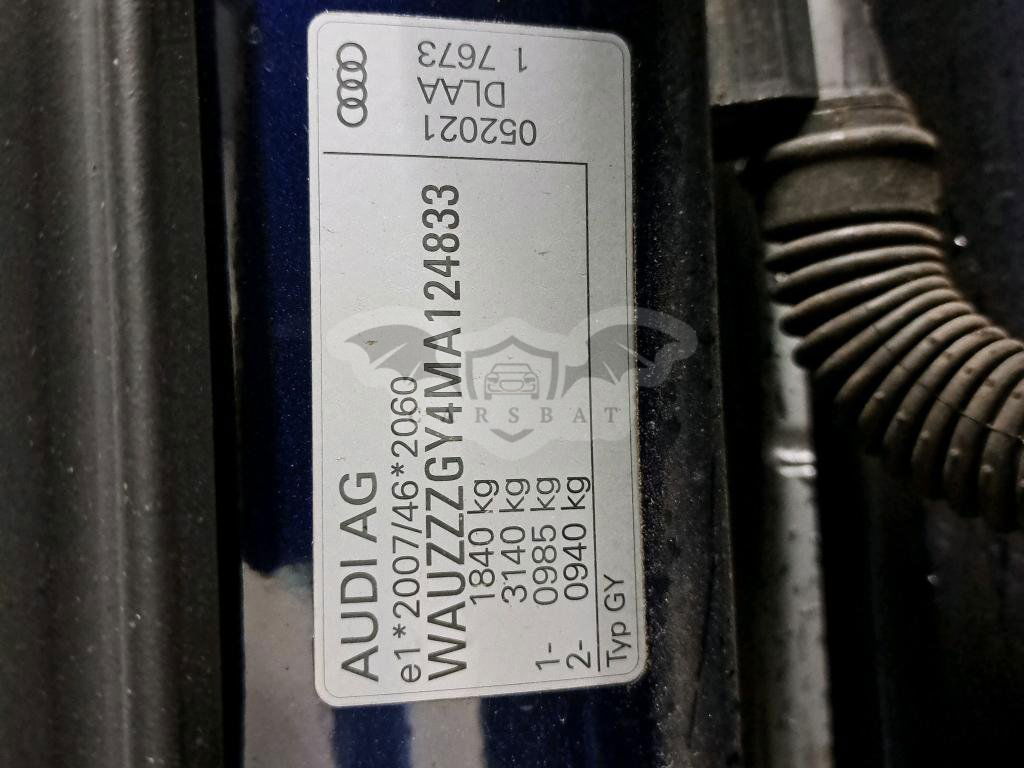 AUDI AG
e1*2007/46*2060
WAUZZZGY4MA124833
1840 kg
3140 kg
1- 0985 kg
2- 0940 kg
Typ GY
052021
DLAA
1 7673